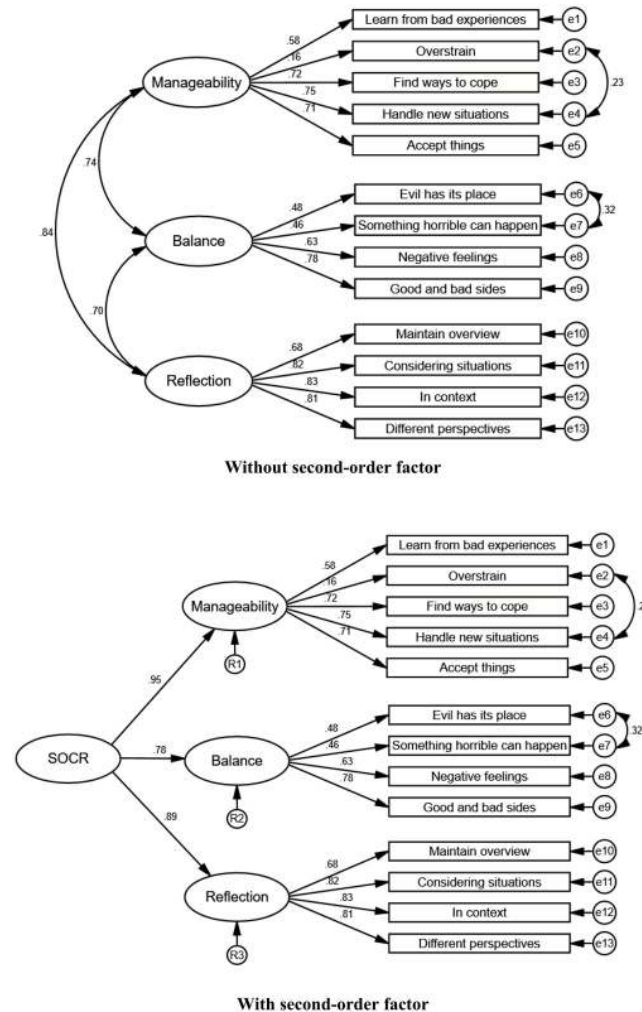 Learn from bad experiences
e1
.58
.16
Overstrain
e2
.72
Manageability
Find ways to cope
e3
.23
.75
.71
Handle new situations
e4
Accept things
e5
.74
Evil has its place
e6
.48
.46
Something horrible can happen
e7
.32
.84
Balance
.63
Negative feelings
e8
.78
Good and bad sides
e9
.70
Maintain overview
e10
.68
.82
Considering situations
e11
Reflection
.83
In context
e12
.81
Different perspectives
e13
Without second-order factor
Learn from bad experiences
e1
.58
.16
Overstrain
e2
Manageability
.72
Find ways to cope
e3
.75
.71
Handle new situations
e4
R1
Accept things
e5
.95
Evil has its place
e6
.48
.46
Something horrible can happen
e7
.32
SOCR
.78
Balance
.63
Negative feelings
e8
.78
Good and bad sides
e9
R2
.89
Maintain overview
e10
.68
.82
Considering situations
e11
Reflection
.83
In context
e12
.81
Different perspectives
e13
R3
With second-order factor